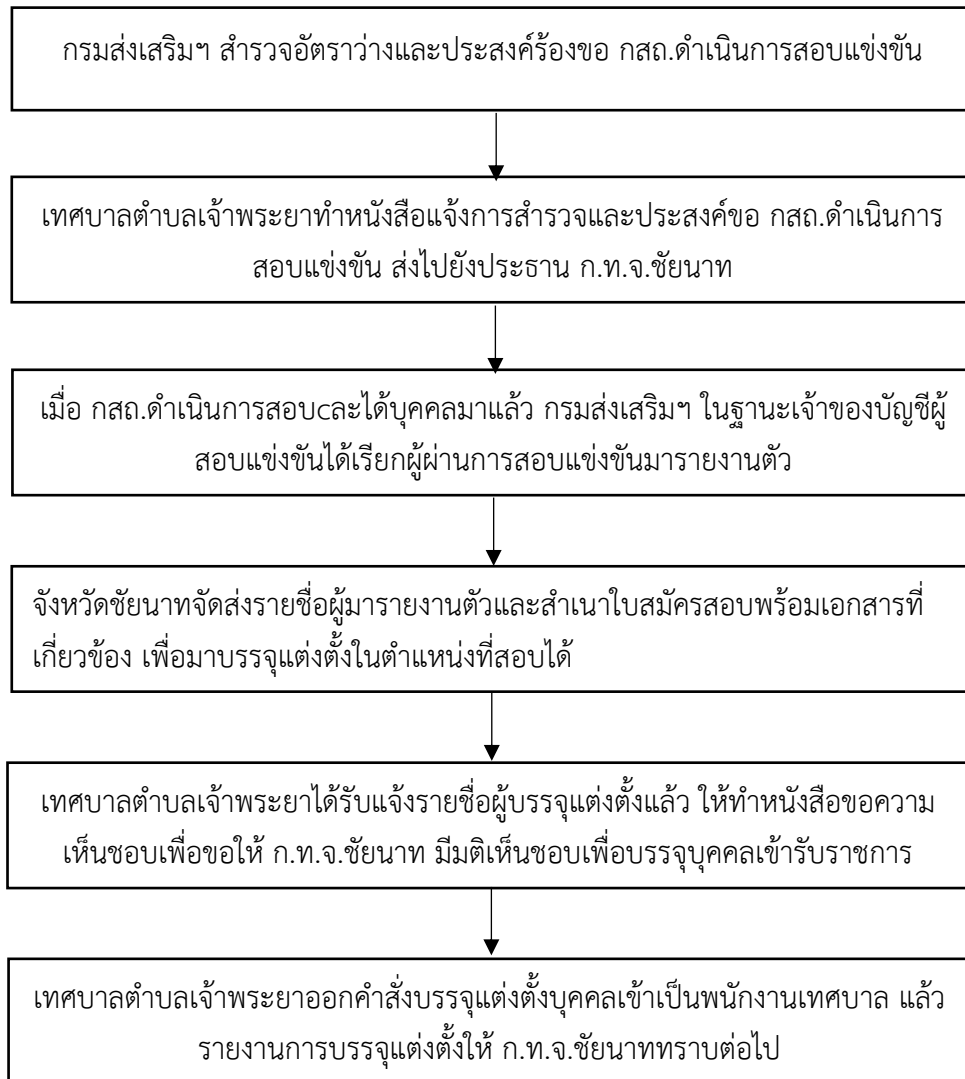 กรมส่งเสริมฯ สำรวจอัตราว่างและประสงค์ร้องขอ กสถ.ดำเนินการสอบแข่งขัน
เทศบาลตำบลเจ้าพระยาทำหนังสือแจ้งการสำรวจและประสงค์ขอ กสถ.ดำเนินการ
สอบแข่งขัน ส่งไปยังประธาน ก.ท.จ.ชัยนาท
เมื่อ กสถ.ดำเนินการสอบcละได้บุคคลมาแล้ว กรมส่งเสริมฯ ในฐานะเจ้าของบัญชีผู้
สอบแข่งขันได้เรียกผู้ผ่านการสอบแข่งขันมารายงานตัว
จังหวัดชัยนาทจัดส่งรายชื่อผู้มารายงานตัวและสำเนาใบสมัครสอบพร้อมเอกสารที่
เกี่ยวข้อง เพื่อมาบรรจุแต่งตั้งในตำแหน่งที่สอบได้
เทศบาลตำบลเจ้าพระยาได้รับแจ้งรายชื่อผู้บรรจุแต่งตั้งแล้ว ให้ทำหนังสือขอความ
เห็นชอบเพื่อขอให้ ก.ท.จ.ชัยนาท มีมติเห็นชอบเพื่อบรรจุบุคคลเข้ารับราชการ
เทศบาลตำบลเจ้าพระยาออกคำสั่งบรรจุแต่งตั้งบุคคลเข้าเป็นพนักงานเทศบาล แล้ว
รายงานการบรรจุแต่งตั้งให้ ก.ท.จ.ชัยนาททราบต่อไป